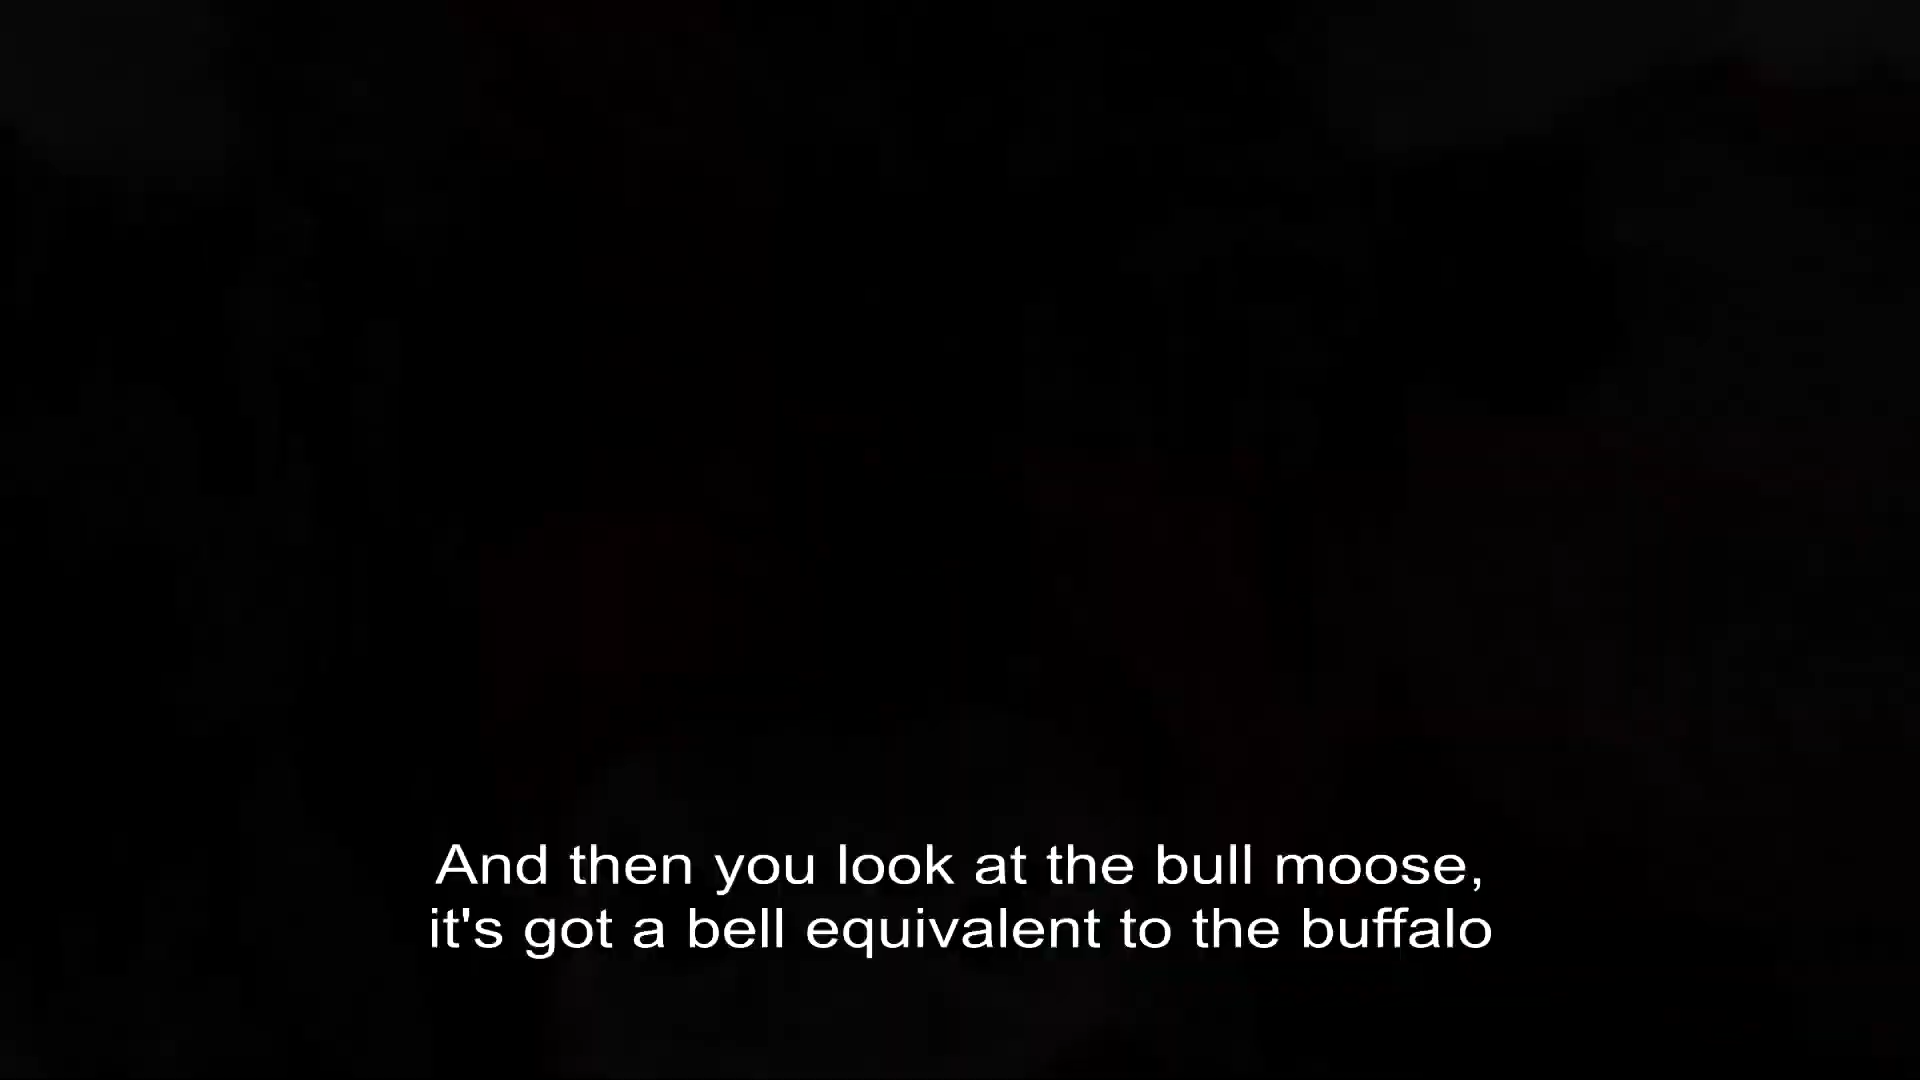 And then you look at the bull moose,
it's got a bell equivalent to the buffalo